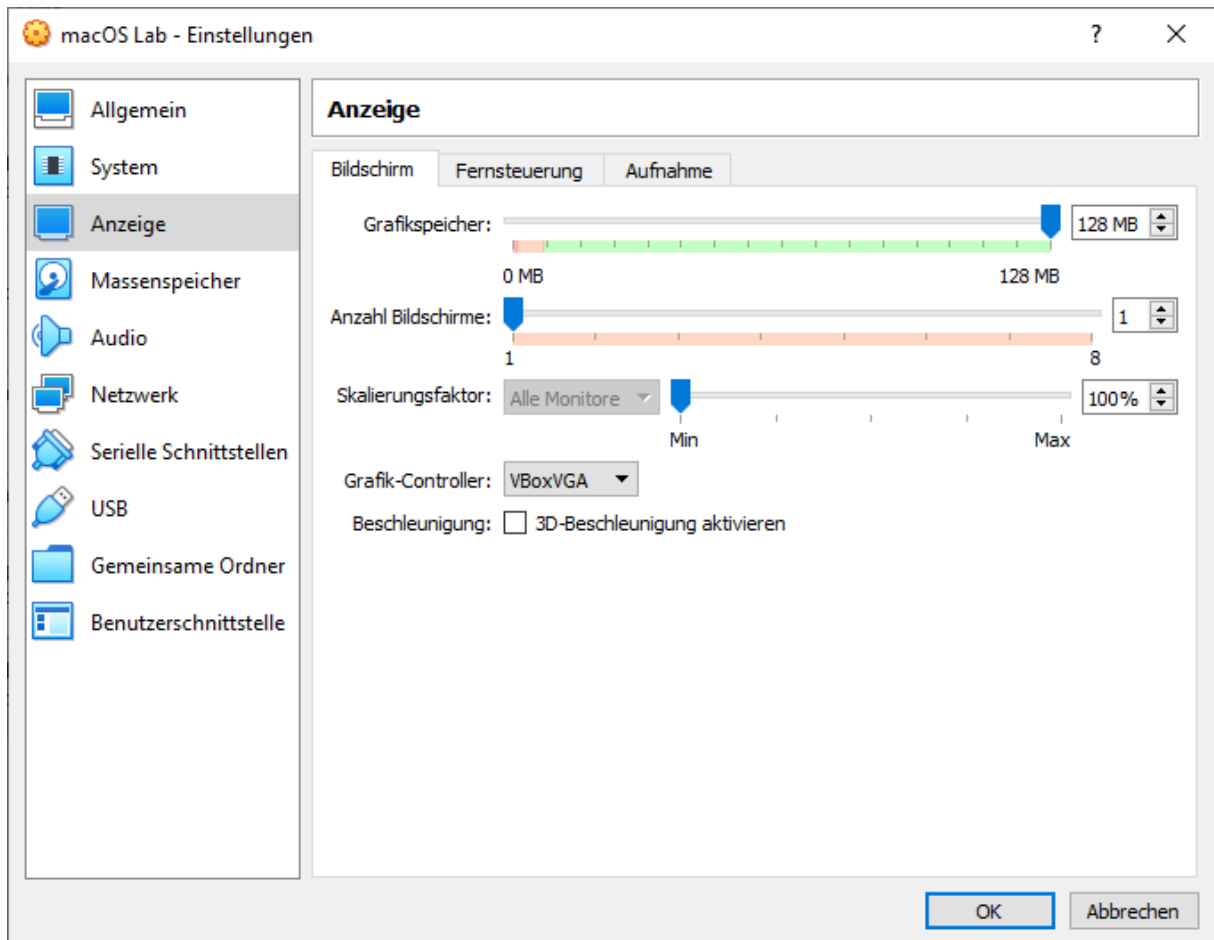 macOS Lab - Einstellungen
?
Allgemein
System
Anzeige
Massenspeicher
Audio
Netzwerk
Serielle Schnittstellen
USB
Gemeinsame Ordner
Benutzerschnittstelle
Anzeige
Bildschirm Fernsteuerung Aufnahme
Grafikspeicher: 128 MB
0 MB 128 MB
Anzahl Bildschirme: 1
1 8
Skalierungsfaktor: Alle Monitore 100%
Min Max
Grafik-Controller: VBoxVGA
Beschleunigung: 3D-Beschleunigung aktivieren
OK Abbrechen